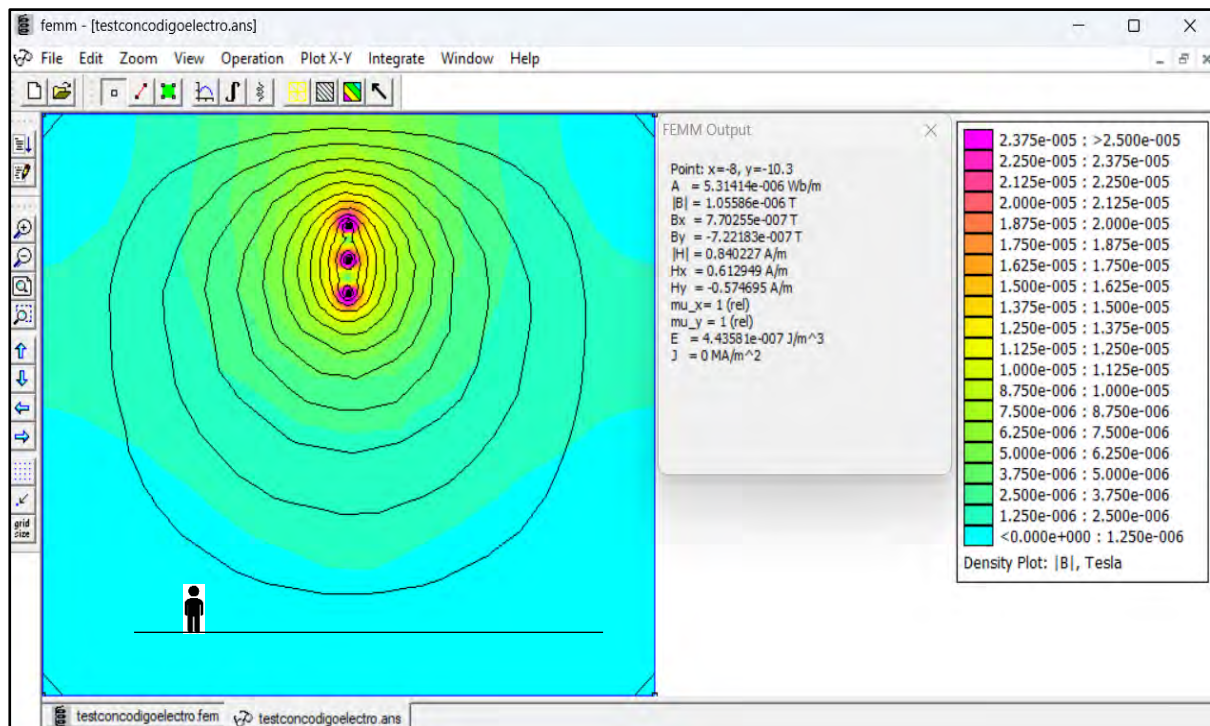 femm - [testconcodigoelectro.ans]
File Edit Zoom View Operation Plot X-Y Integrate Window Help
grid
size
FEMM Output
Point: x=-8, y=-10.3
A = 5.31414e-006 Wb/m
|B| = 1.05586e-006 T
Bx = 7.70255e-007 T
By = -7.22183e-007 T
|H| = 0.840227 A/m
Hx = 0.612949 A/m
Hy = -0.574695 A/m
mu_x= 1 (rel)
mu_y = 1 (rel)
E = 4.43581e-007 J/m^3
J = 0 MA/m^2
2.375e-005 : >2.500e-005
2.250e-005 : 2.375e-005
2.125e-005 : 2.250e-005
2.000e-005 : 2.125e-005
1.875e-005 : 2.000e-005
1.750e-005 : 1.875e-005
1.625e-005 : 1.750e-005
1.500e-005 : 1.625e-005
1.375e-005 : 1.500e-005
1.250e-005 : 1.375e-005
1.125e-005 : 1.250e-005
1.000e-005 : 1.125e-005
8.750e-006 : 1.000e-005
7.500e-006 : 8.750e-006
6.250e-006 : 7.500e-006
5.000e-006 : 6.250e-006
3.750e-006 : 5.000e-006
2.500e-006 : 3.750e-006
1.250e-006 : 2.500e-006
<0.000e+000 : 1.250e-006
Density Plot: |B|, Tesla
testconcodigoelectro.fem testconcodigoelectro.ans